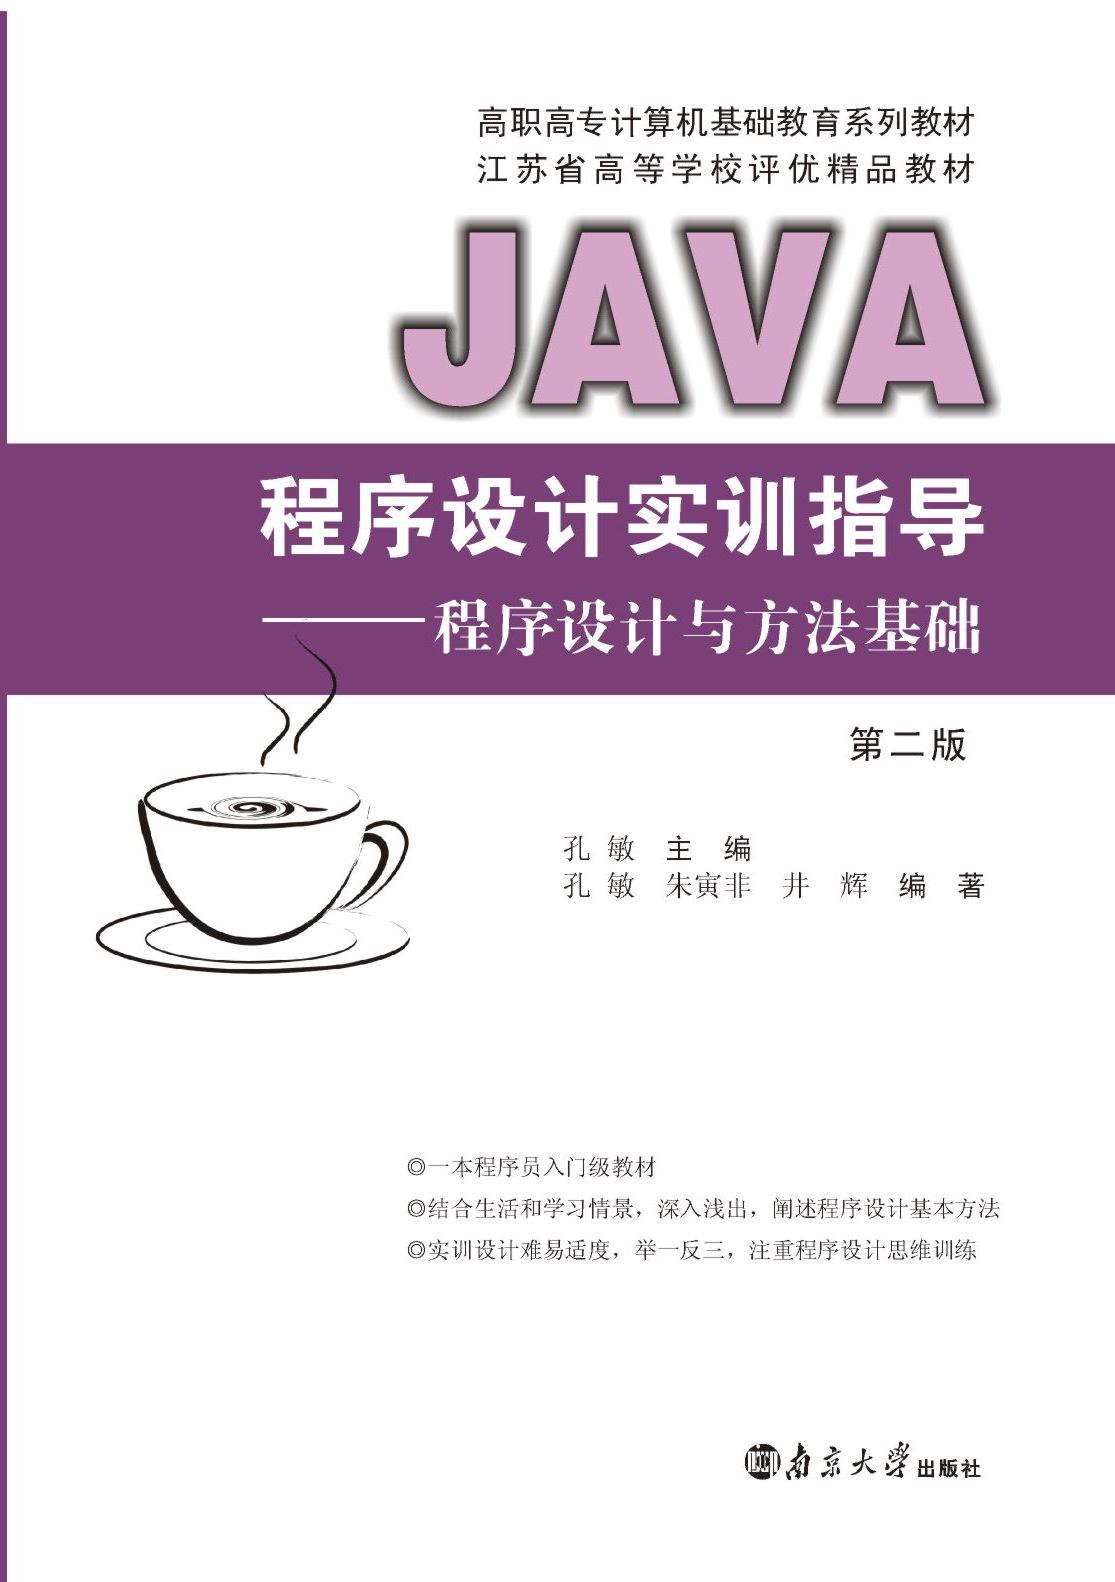 高职高专计算机基础教育系列教材
江苏省高等学校评优精品教材
JAVA
程序设计实训指导
——程序设计与方法基础
第二版
孔 敏 主 编
孔 敏 朱寅非 井 辉 编 著
◎一本程序员入门级教材
◎结合生活和学习情景，深入浅出，阐述程序设计基本方法
◎实训设计难易适度，举一反三，注重程序设计思维训练
南京大学出版社